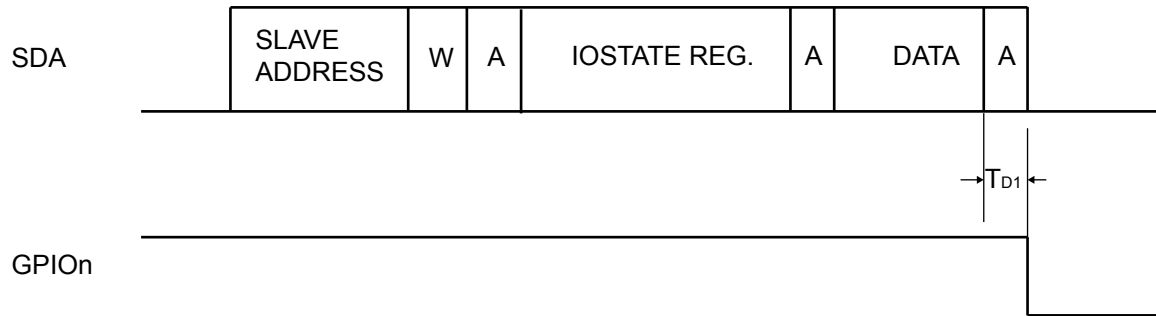 SDA
SLAVE
ADDRESS
W
A
IOSTATE REG.
A
DATA
A
TD1
GPIOn